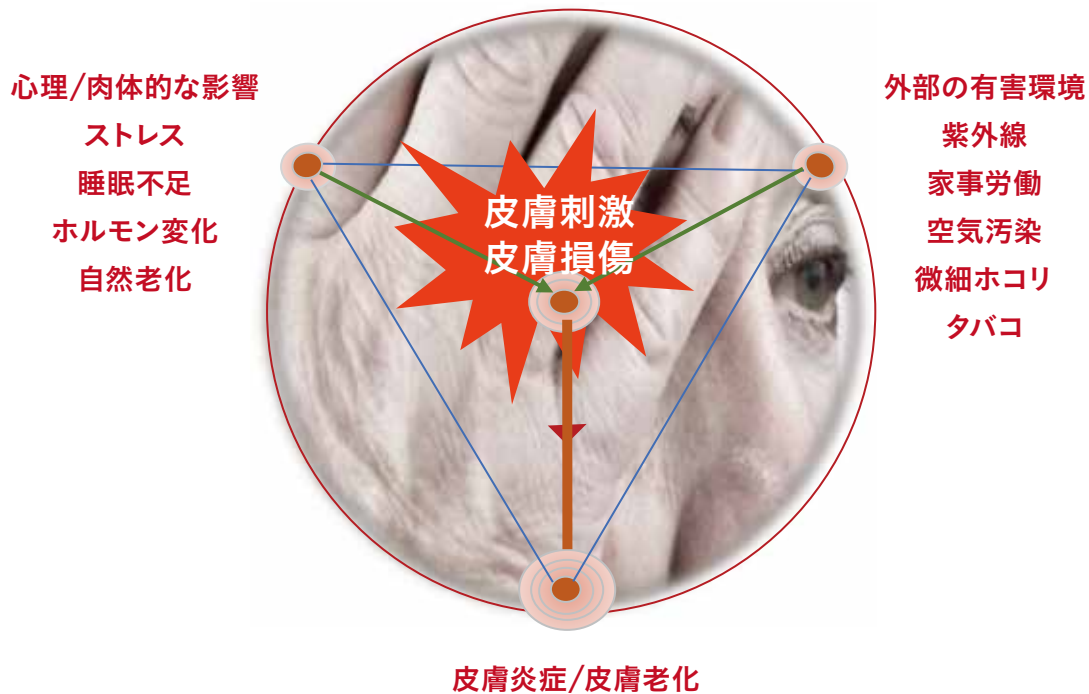 心理/肉体的な影響
ストレス
睡眠不足
ホルモン変化
自然老化
外部の有害環境
紫外線
家事労働
空気汚染
微細ホコリ
タバコ
皮膚刺激
皮膚損傷
皮膚炎症/皮膚老化